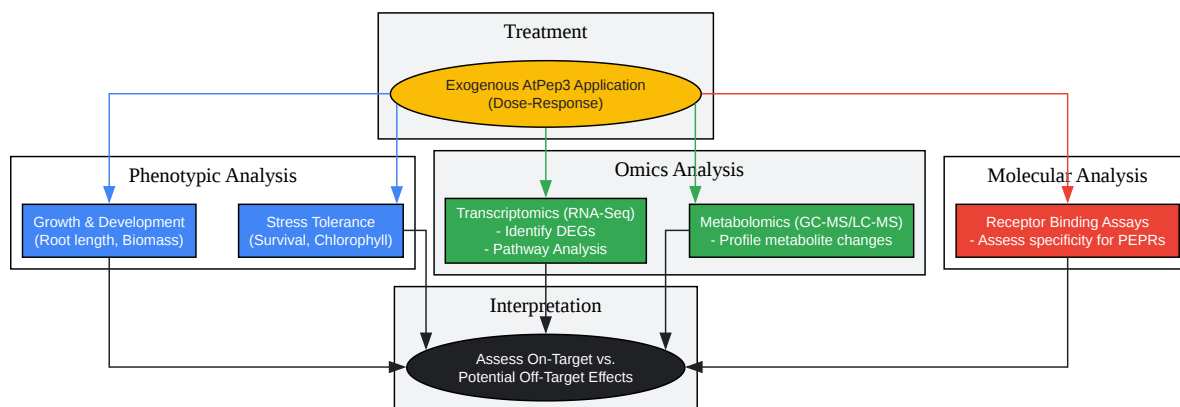 Treatment
Exogenous AtPep3 Application
(Dose-Response)
Phenotypic Analysis
Omics Analysis
Molecular Analysis
Growth & Development
(Root length, Biomass)
Stress Tolerance
(Survival, Chlorophyll)
Transcriptomics (RNA-Seq)
- Identify DEGs
- Pathway Analysis
Metabolomics (GC-MS/LC-MS)
- Profile metabolite changes
Receptor Binding Assays
- Assess specificity for PEPRs
Interpretation
Assess On-Target vs.
Potential Off-Target Effects